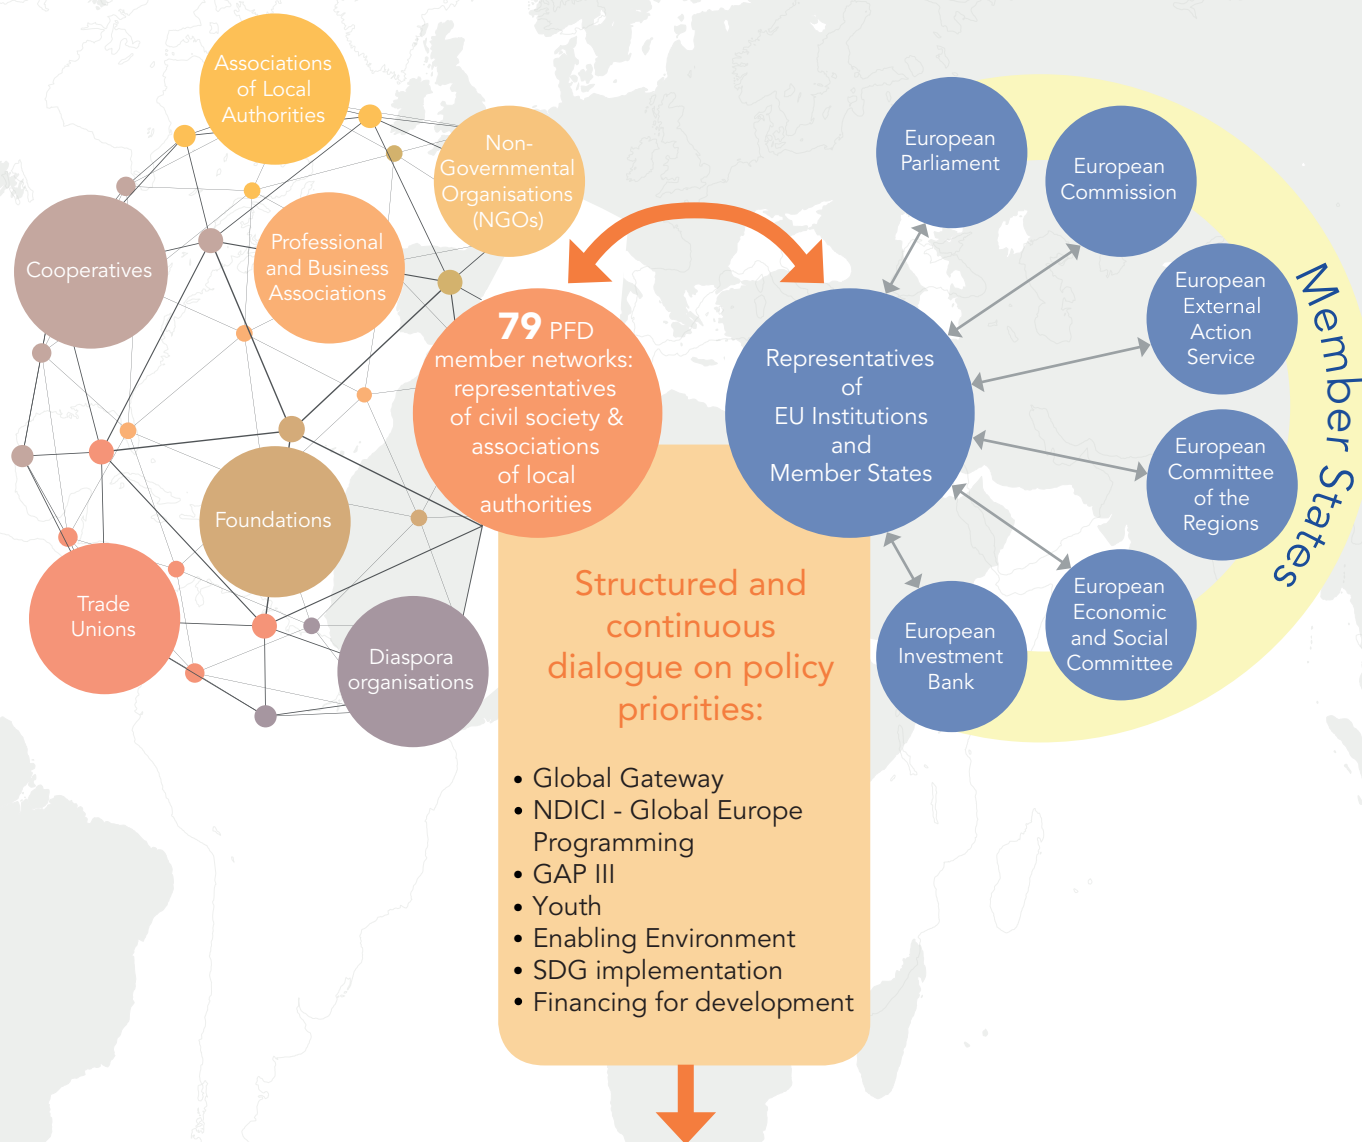 Associations
of Local
Authorities
Non-
Governmental
Organisations
(NGOs)
Cooperatives
Professional
and Business
Associations
Foundations
Trade
Unions
Diaspora
organisations
79 PFD
member networks:
representatives
of civil society &
associations
of local
authorities
Representatives
of
EU Institutions
and
Member States
European
Parliament
European
Commission
European
External
Action
Service
European
Committee
of the
Regions
European
Economic
and Social
Committee
European
Investment
Bank
Member States
Structured and
continuous
dialogue on policy
priorities:
• Global Gateway
• NDICI - Global Europe
Programming
• GAP III
• Youth
• Enabling Environment
• SDG implementation
• Financing for development